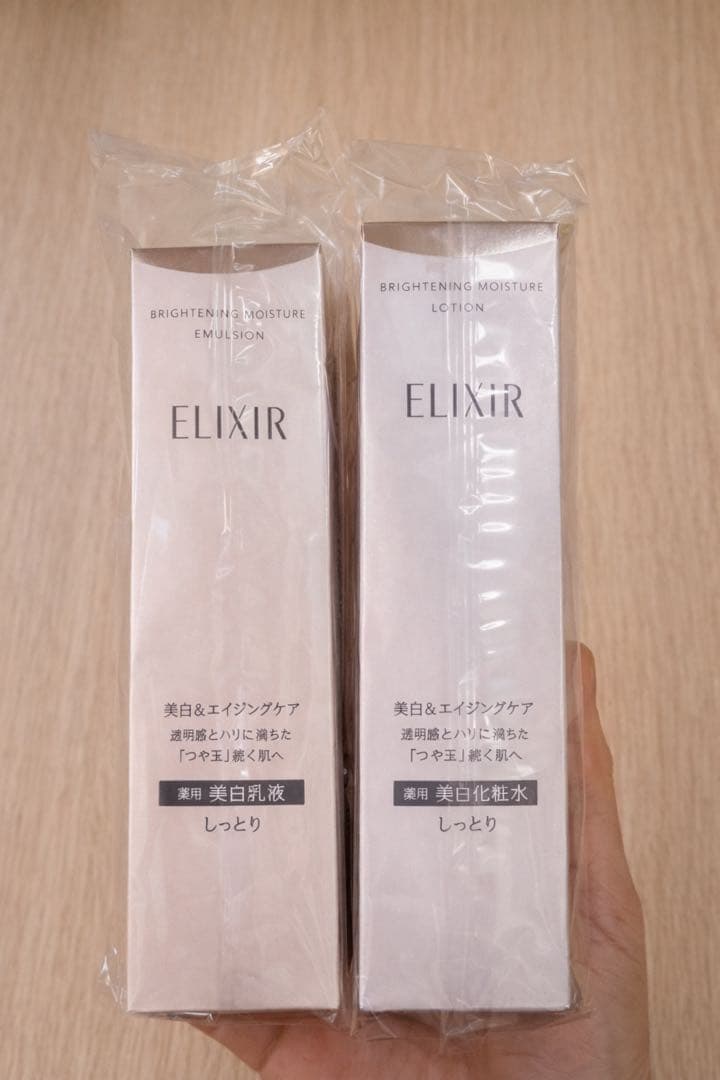 BRIGHTENING MOISTURE
EMULSION
ELIXIR
美白&エイジングケア
透明感とハリに満ちた
「つや玉」続く肌へ
薬用 美白乳液
しっとり
BRIGHTENING MOISTURE
LOTION
ELIXIR
美白&エイジングケア
透明感とハリに満ちた
「つや玉」続く肌へ
薬用 美白化粧水
しっとり